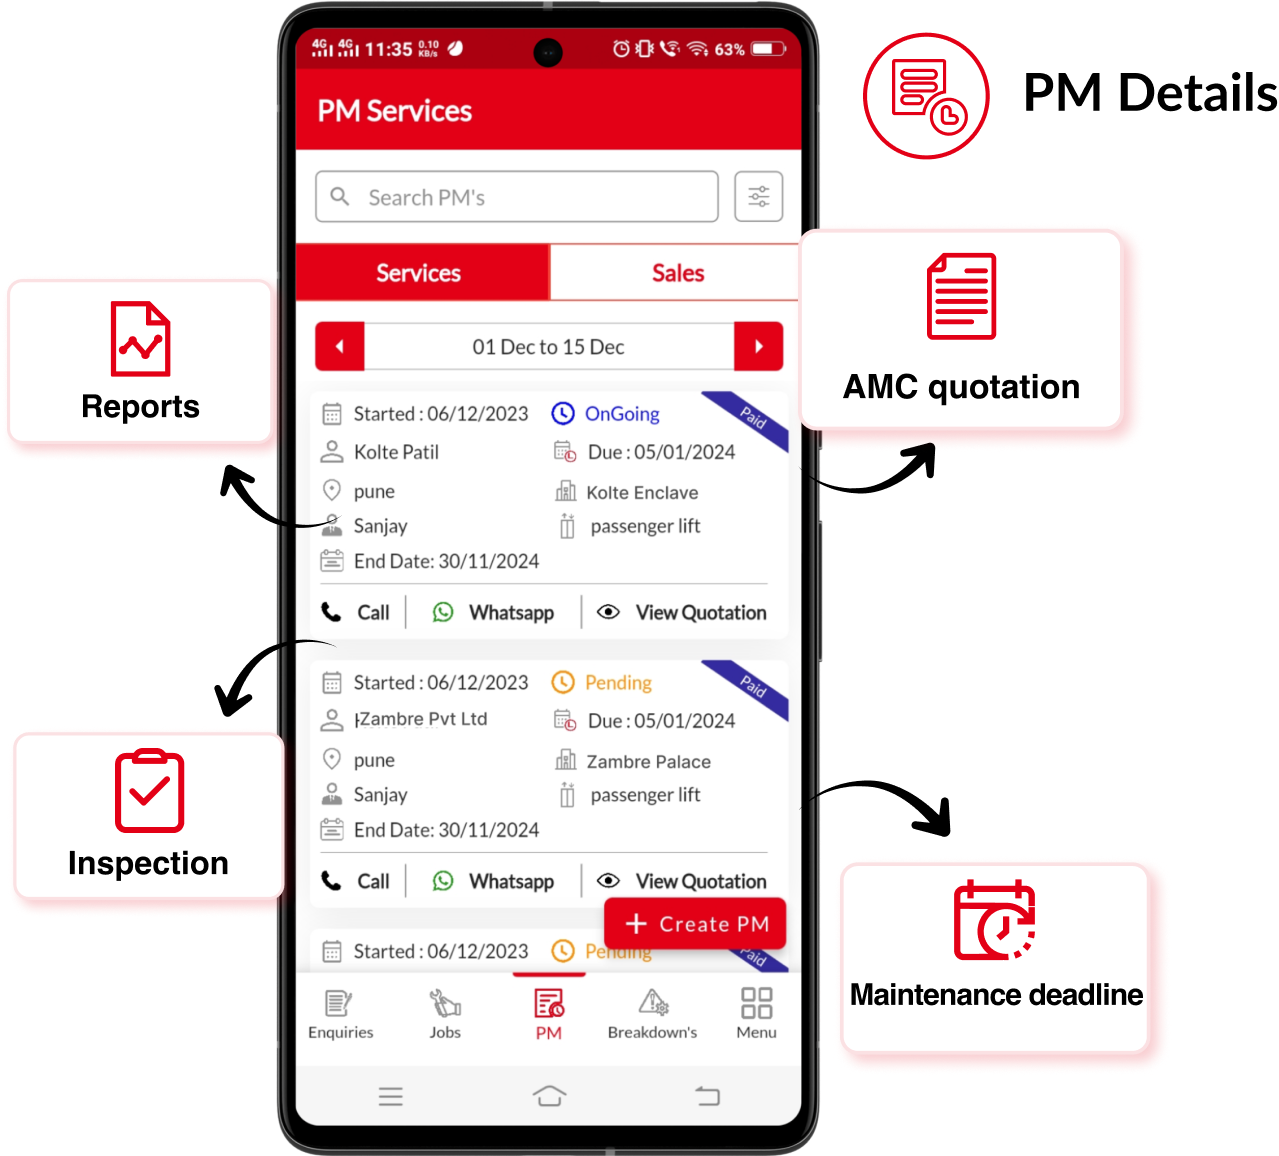 4G 4G 11:35 0.10 KB/s 63%
PM Details
PM Services
Search PM's
Services Sales
01 Dec to 15 Dec
Reports
AMC quotation
Started : 06/12/2023 OnGoing Paid
Kolte Patil Due : 05/01/2024
pune Kolte Enclave
Sanjay passenger lift
End Date: 30/11/2024
Call Whatsapp View Quotation
Started : 06/12/2023 Pending Paid
Zambre Pvt Ltd Due : 05/01/2024
pune Zambre Palace
Sanjay passenger lift
End Date: 30/11/2024
Call Whatsapp View Quotation
Inspection
+ Create PM
Started : 06/12/2023 Pending Paid
Maintenance deadline
Enquiries Jobs PM Breakdown's Menu